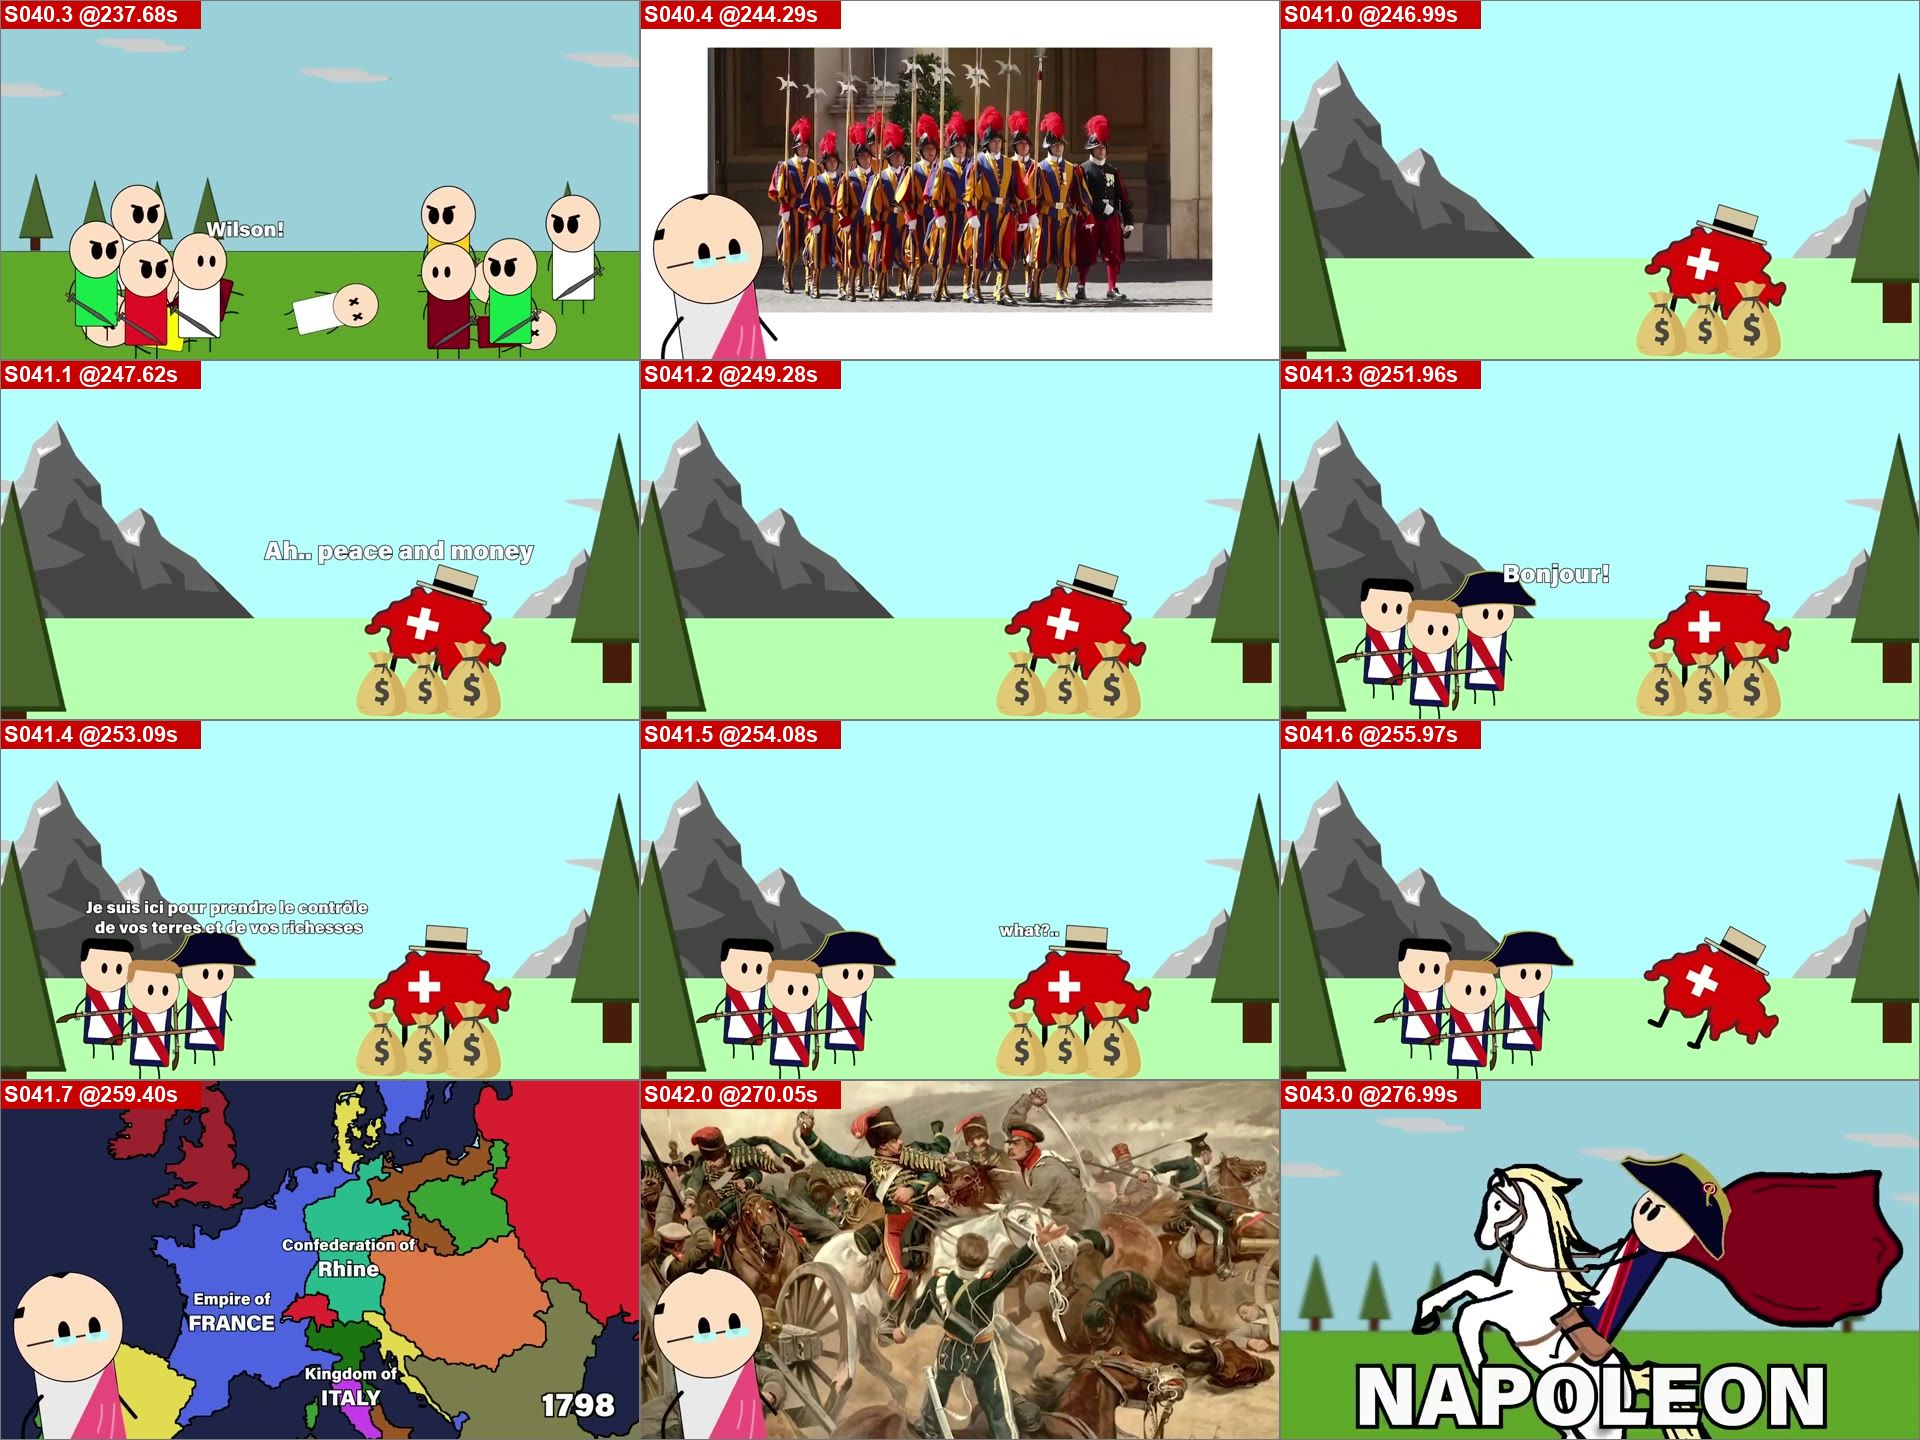 S040.3 @237.68s
Wilson!
S040.4 @244.29s
S041.0 @246.99s
$ $ $
S041.1 @247.62s
Ah.. peace and money
$ $ $
S041.2 @249.28s
$ $ $
S041.3 @251.96s
Bonjour!
$ $ $
S041.4 @253.09s
Je suis ici pour prendre le contrôle
de vos terres et de vos richesses
$ $ $
S041.5 @254.08s
what?..
$ $ $
S041.6 @255.97s
S041.7 @259.40s
Confederation of
Rhine
Empire of
FRANCE
Kingdom of
ITALY
1798
S042.0 @270.05s
S043.0 @276.99s
NAPOLEON